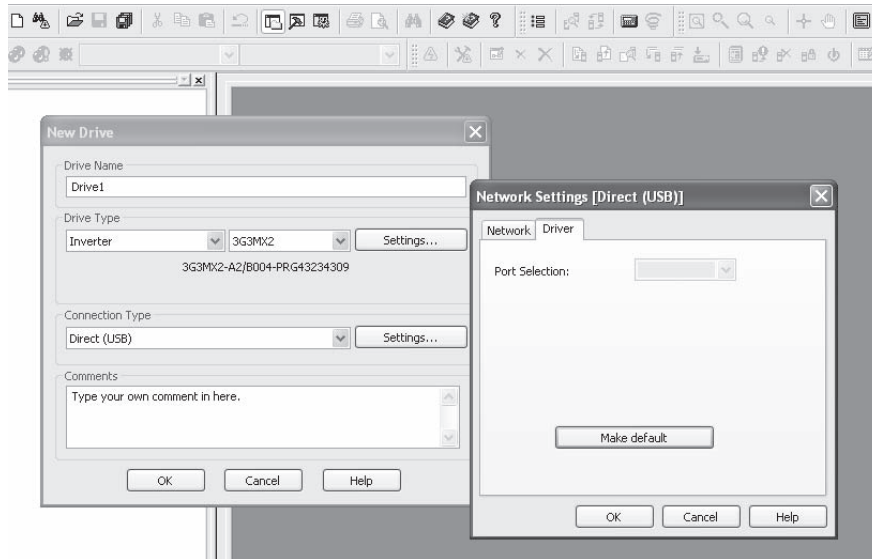 New Drive
Drive Name
Drive1
Drive Type
Inverter
3G3MX2
Settings...
3G3MX2-A2/B004-PRG43234309
Connection Type
Direct (USB)
Settings...
Comments
Type your own comment in here.
OK
Cancel
Help
Network Settings [Direct (USB)]
Network
Driver
Port Selection:
Make default
OK
Cancel
Help